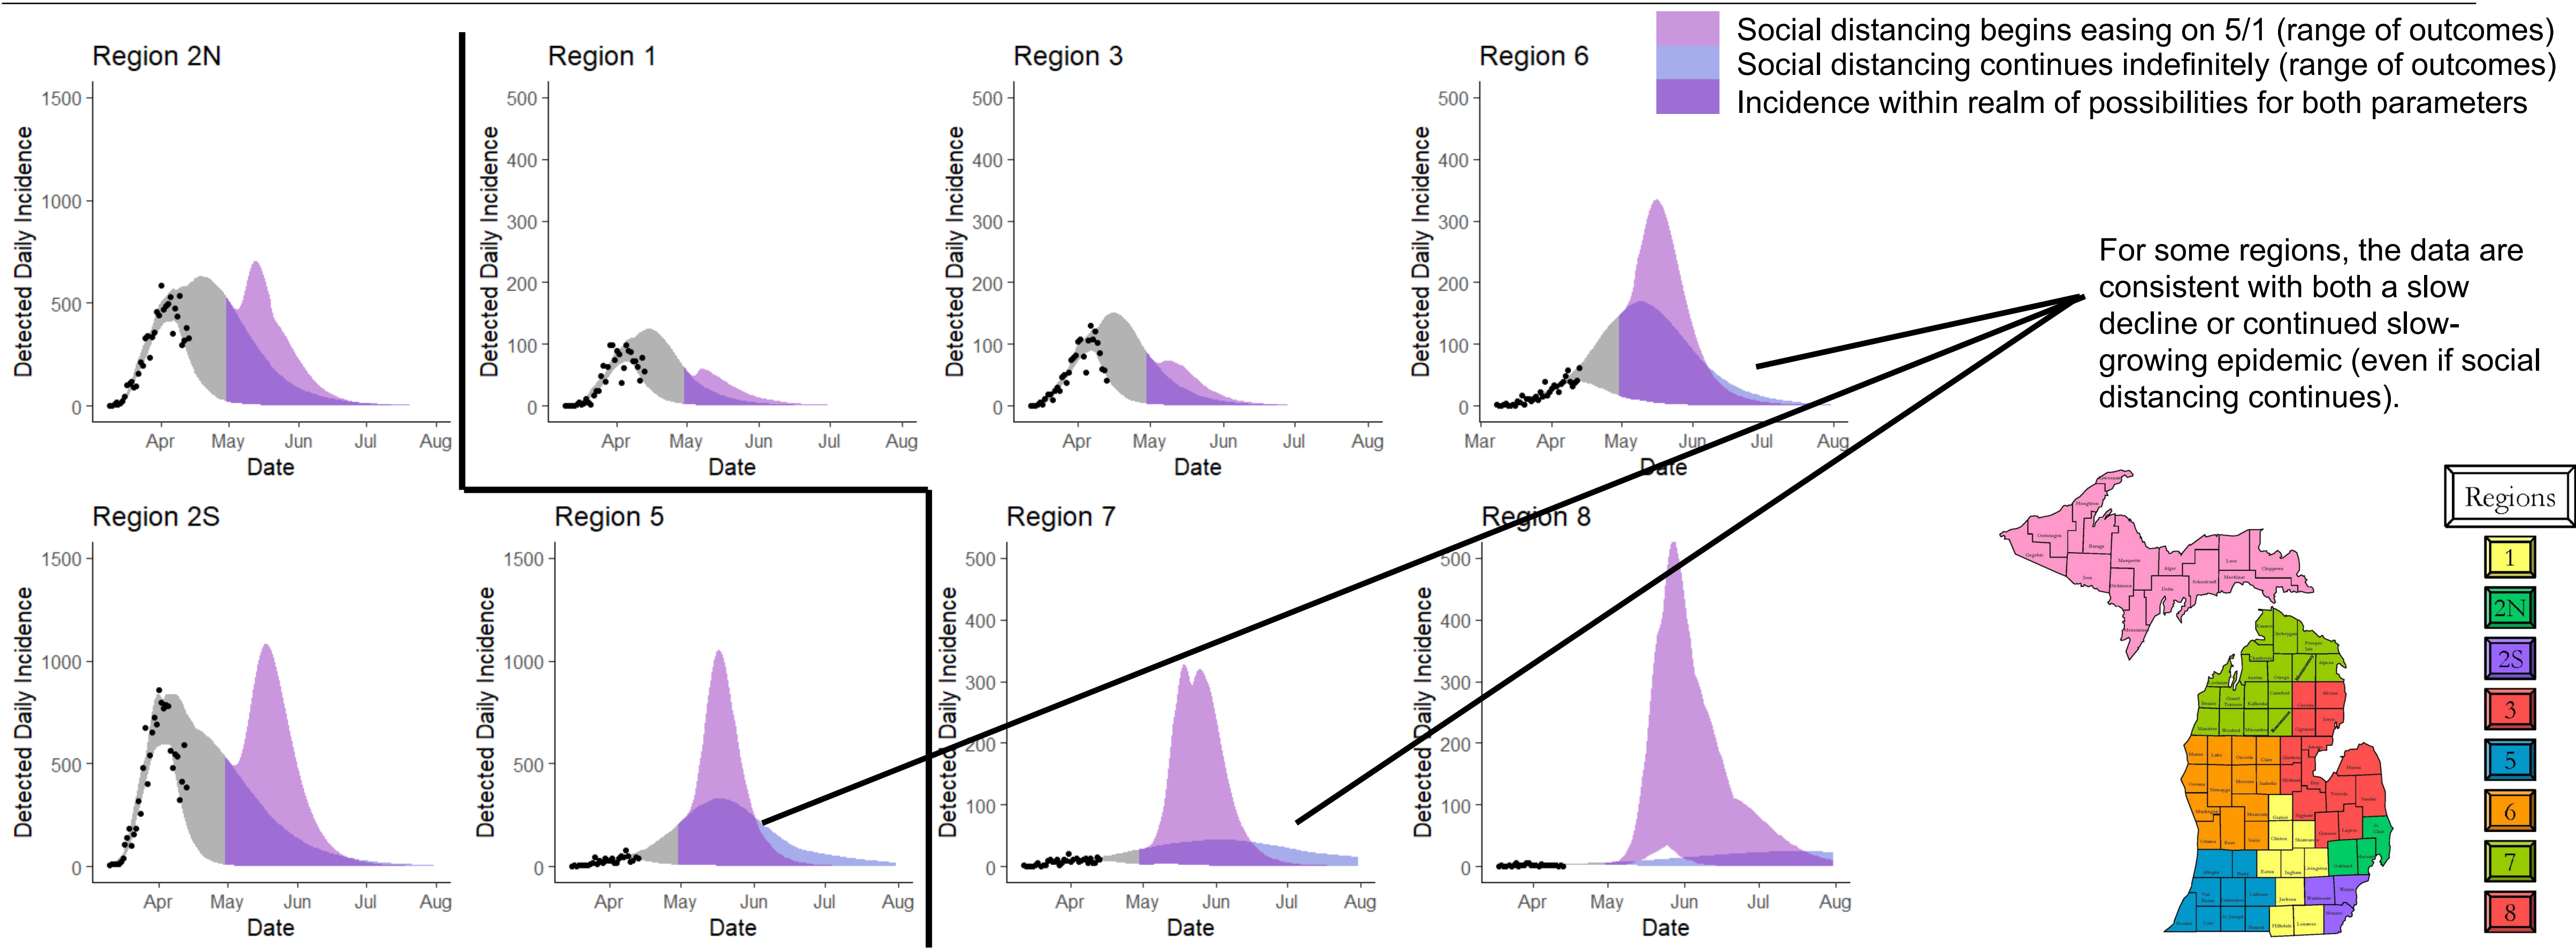 Social distancing begins easing on 5/1 (range of outcomes)
Social distancing continues indefinitely (range of outcomes)
Incidence within realm of possibilities for both parameters
Region 2N
Detected Daily Incidence
1500
1000
500
0
Apr May Jun Jul Aug
Date
Region 1
Detected Daily Incidence
500
400
300
200
100
0
Apr May Jun Jul Aug
Date
Region 3
Detected Daily Incidence
500
400
300
200
100
0
Apr May Jun Jul Aug
Date
Region 6
Detected Daily Incidence
500
400
300
200
100
0
Mar Apr May Jun Jul Aug
Date
For some regions, the data are
consistent with both a slow
decline or continued slow-
growing epidemic (even if social
distancing continues).
Region 2S
Detected Daily Incidence
1500
1000
500
0
Apr May Jun Jul Aug
Date
Region 5
Detected Daily Incidence
1500
1000
500
0
Apr May Jun Jul Aug
Date
Region 7
Detected Daily Incidence
500
400
300
200
100
0
Apr May Jun Jul Aug
Date
Region 8
Detected Daily Incidence
500
400
300
200
100
0
Apr May Jun Jul Aug
Date
Regions
1
2N
2S
3
5
6
7
8